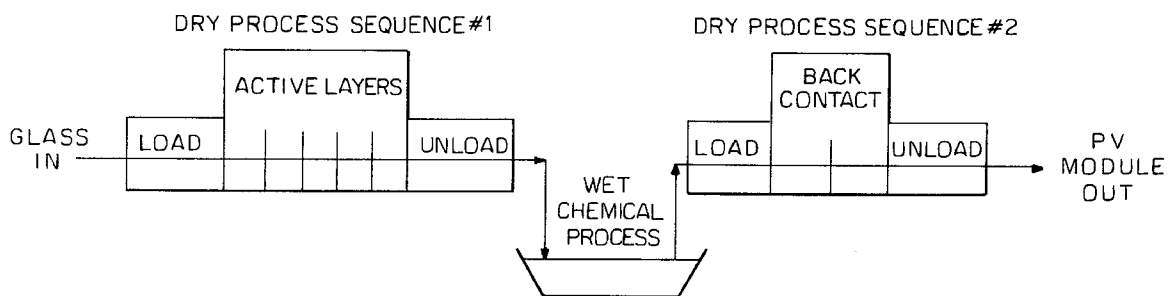 DRY PROCESS SEQUENCE#1
ACTIVE LAYERS
GLASS
IN
LOAD
UNLOAD
WET
CHEMICAL
PROCESS
DRY PROCESS SEQUENCE#2
BACK
CONTACT
LOAD
UNLOAD
PV
MODULE
OUT